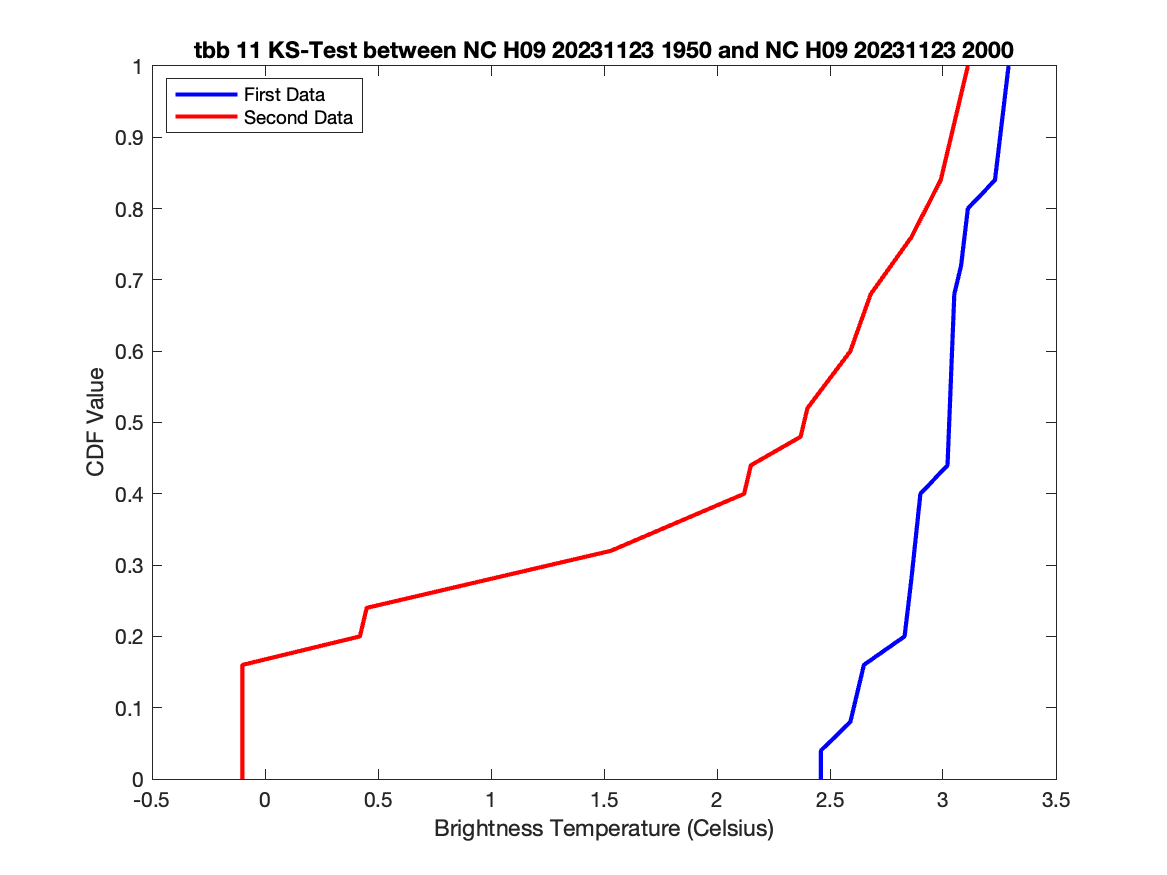 tbb 11 KS-Test between NC H09 20231123 1950 and NC H09 20231123 2000
First Data
Second Data
1
0.9
0.8
0.7
0.6
0.5
0.4
0.3
0.2
0.1
0
CDF Value
-0.5 0 0.5 1 1.5 2 2.5 3 3.5
Brightness Temperature (Celsius)